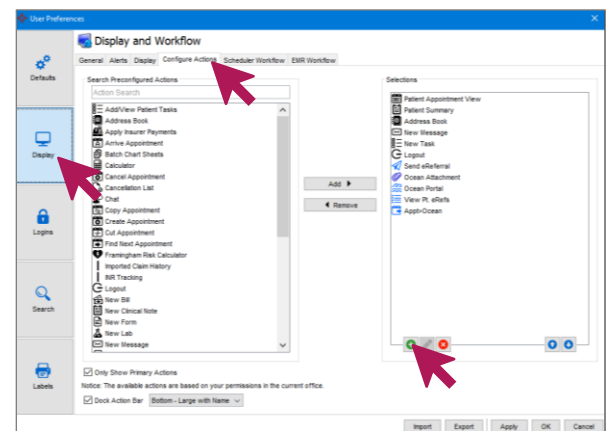 User Preferences
Display and Workflow
General Alerts Display Configure Actions Scheduler Workflow EMR Workflow
Defaults
Display
Logins
Search
Labels
Search Preconfigured Actions
Action Search
Add/View Patient Tasks
Address Book
Apply Insurer Payments
Arrive Appointment
Batch Chart Sheets
Calculator
Cancel Appointment
Cancellation List
Chat
Copy Appointment
Create Appointment
Cut Appointment
Find Next Appointment
Framingham Risk Calculator
Imported Claim History
INR Tracking
Logout
New Bill
New Clinical Note
New Form
New Lab
New Message
Add
Remove
Selections
Patient Appointment View
Patient Summary
Address Book
New Message
New Task
Logout
Send eReferral
Ocean Attachment
Ocean Portal
View Pt. eRefs
Appt>Ocean
Only Show Primary Actions
Notice: The available actions are based on your permissions in the current office.
Dock Action Bar Bottom - Large with Name
Import Export Apply OK Cancel